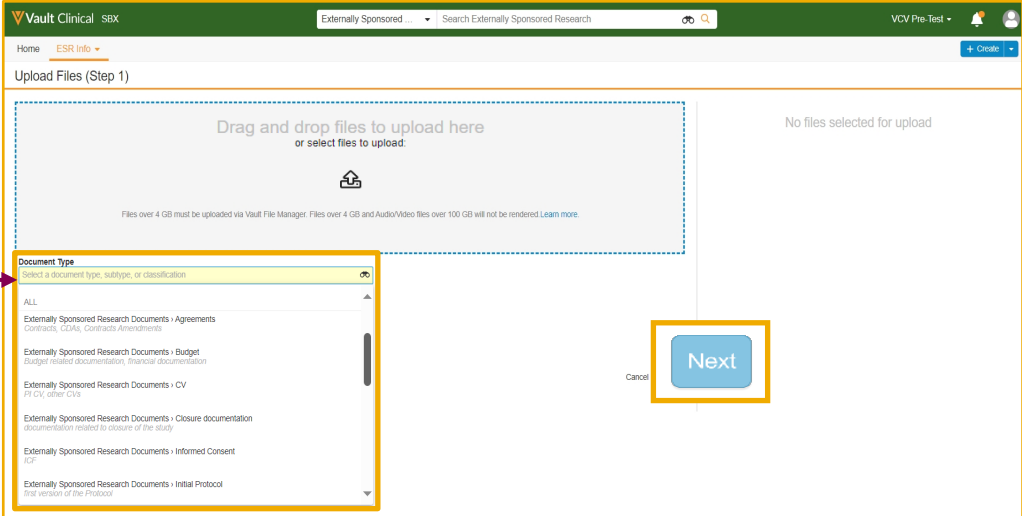 Vault Clinical SBX
Externally Sponsored ...
Search Externally Sponsored Research
VCV Pre-Test
Home
ESR Info
+ Create
Upload Files (Step 1)
Drag and drop files to upload here
or select files to upload:
No files selected for upload
Files over 4 GB must be uploaded via Vault File Manager. Files over 4 GB and Audio/Video files over 100 GB will not be rendered.Learn more.
Document Type
Select a document type, subtype, or classification
ALL
Externally Sponsored Research Documents › Agreements
Contracts, CDAs, Contracts Amendments
Externally Sponsored Research Documents › Budget
Budget related documentation, financial documentation
Externally Sponsored Research Documents › CV
PI CV, other CVs
Externally Sponsored Research Documents › Closure documentation
documentation related to closure of the study
Externally Sponsored Research Documents › Informed Consent
ICF
Externally Sponsored Research Documents › Initial Protocol
first version of the Protocol
Cancel
Next